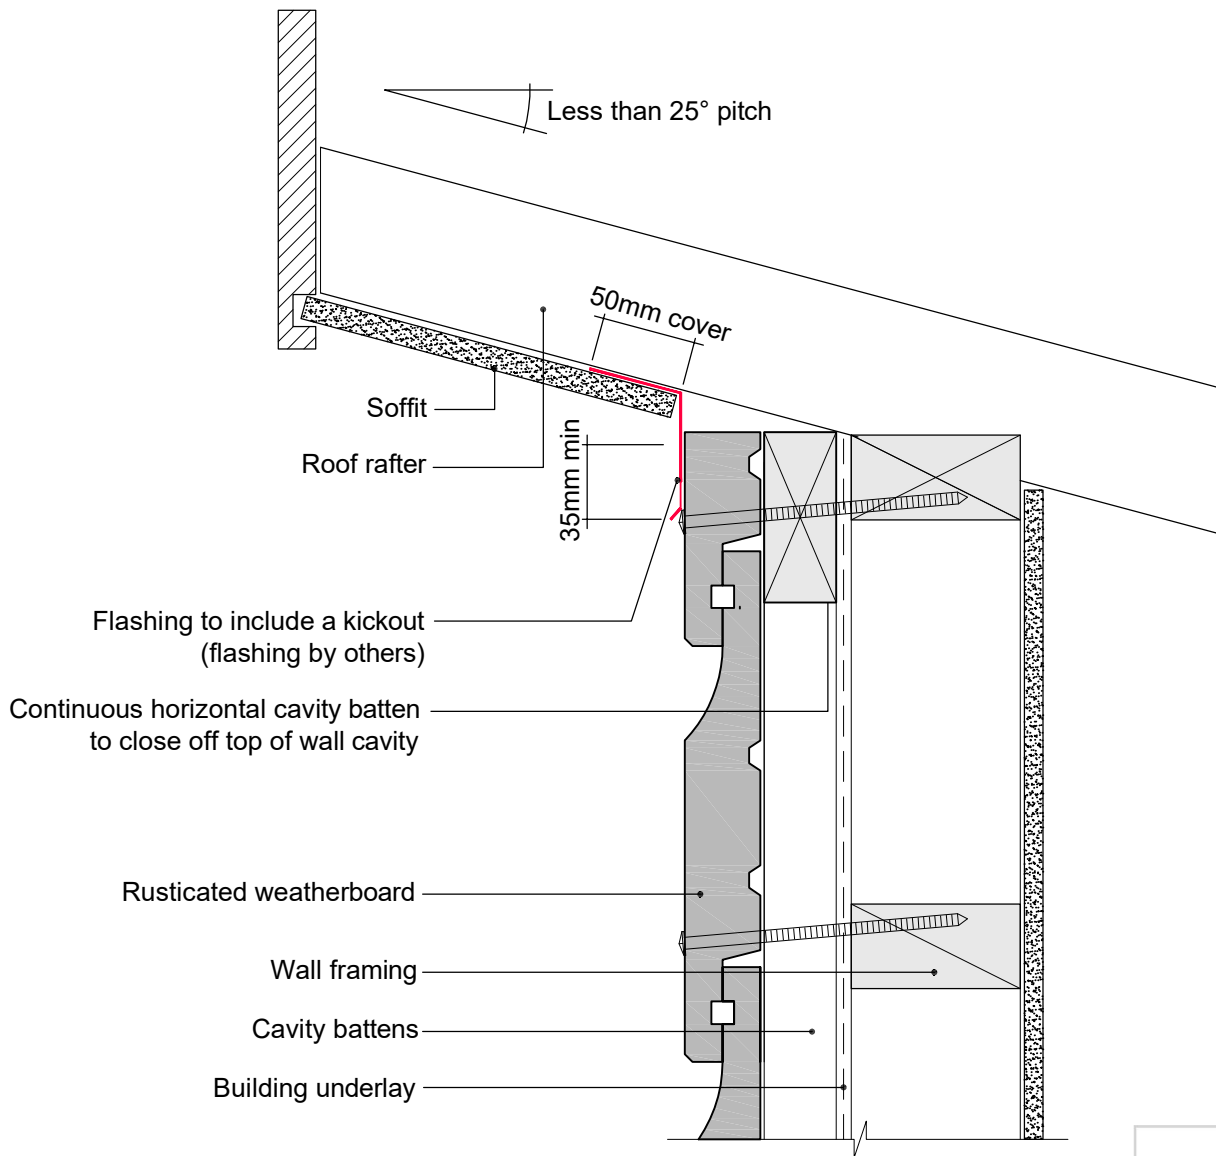 Less than 25° pitch
50mm cover
Soffit
Roof rafter
35mm min
Flashing to include a kickout
(flashing by others)
Continuous horizontal cavity batten
to close off top of wall cavity
Rusticated weatherboard
Wall framing
Cavity battens
Building underlay